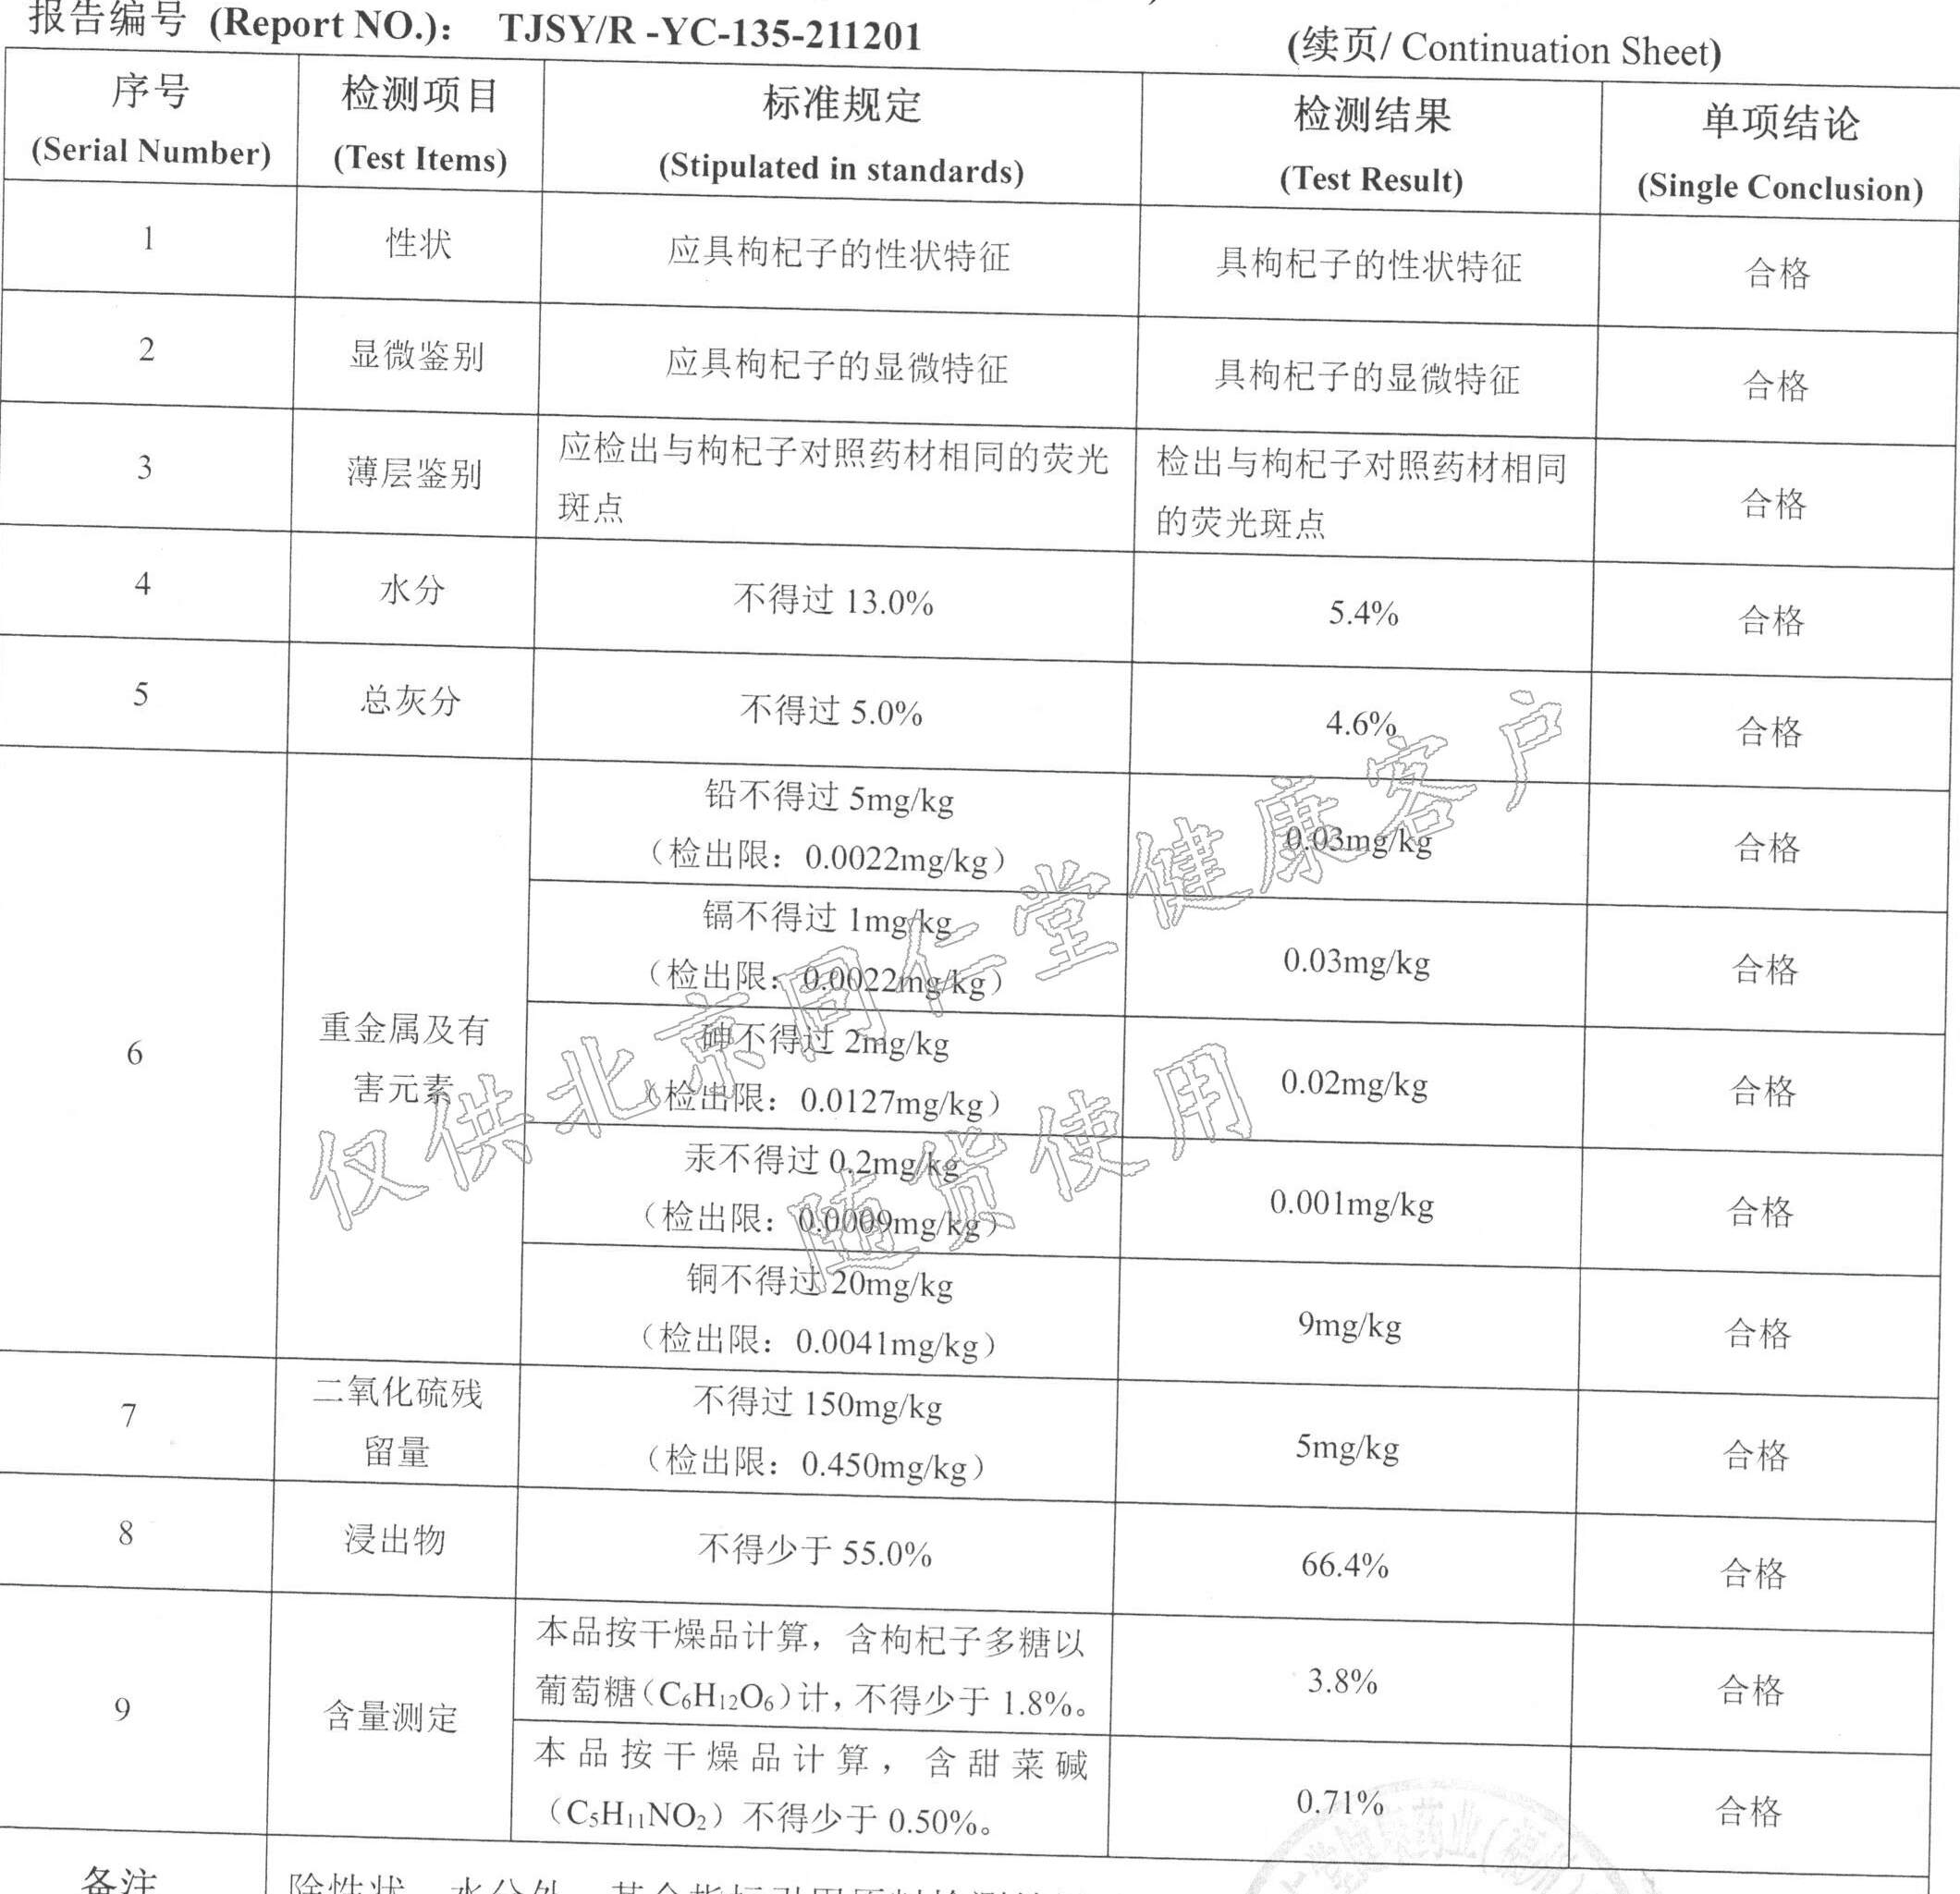 报告编号 (Report NO.)： TJSY/R -YC-135-211201
(续页/ Continuation Sheet)
序号 检测项目 标准规定 检测结果 单项结论
(Serial Number) (Test Items) (Stipulated in standards) (Test Result) (Single Conclusion)
1 性状 应具枸杞子的性状特征 具枸杞子的性状特征 合格
2 显微鉴别 应具枸杞子的显微特征 具枸杞子的显微特征 合格
3 薄层鉴别 应检出与枸杞子对照药材相同的荧光 检出与枸杞子对照药材相同 合格
斑点 的荧光斑点
4 水分 不得过 13.0% 5.4% 合格
5 总灰分 不得过 5.0% 4.6% 合格
6 重金属及有
害元素
铅不得过 5mg/kg
（检出限：0.0022mg/kg） 0.03mg/kg 合格
镉不得过 1mg/kg
（检出限：0.0022mg/kg） 0.03mg/kg 合格
砷不得过 2mg/kg
（检出限：0.0127mg/kg） 0.02mg/kg 合格
汞不得过 0.2mg/kg
（检出限：0.0009mg/kg） 0.001mg/kg 合格
铜不得过 20mg/kg
（检出限：0.0041mg/kg） 9mg/kg 合格
7 二氧化硫残
留量
不得过 150mg/kg
（检出限：0.450mg/kg） 5mg/kg 合格
8 浸出物 不得少于 55.0% 66.4% 合格
9 含量测定
本品按干燥品计算，含枸杞子多糖以
葡萄糖（C₆H₁₂O₆）计，不得少于 1.8%。 3.8% 合格
本品按干燥品计算，含甜菜碱
（C₅H₁₁NO₂）不得少于 0.50%。 0.71% 合格
备注
仅供北京同仁堂健康客户
随货使用
健康药业(福州)